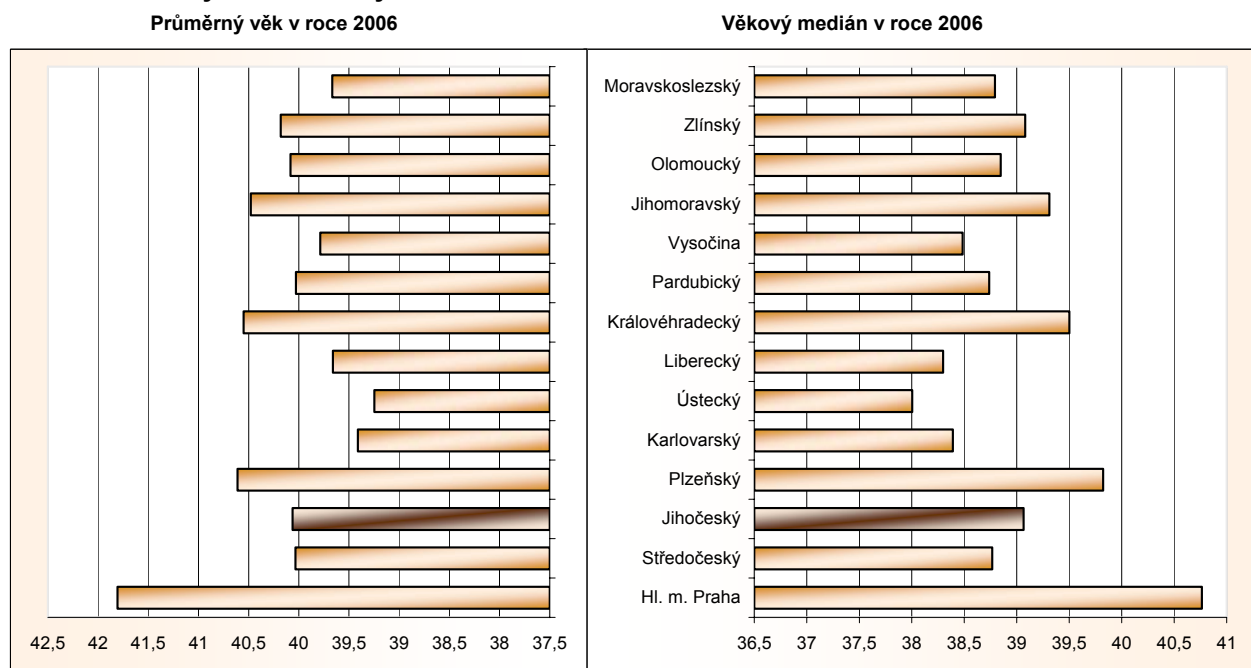 Průměrný věk v roce 2006
Věkový medián v roce 2006
Moravskoslezský
Zlínský
Olomoucký
Jihomoravský
Vysočina
Pardubický
Královéhradecký
Liberecký
Ústecký
Karlovarský
Plzeňský
Jihočeský
Středočeský
Hl. m. Praha
42,5 42 41,5 41 40,5 40 39,5 39 38,5 38 37,5
36,5 37 37,5 38 38,5 39 39,5 40 40,5 41